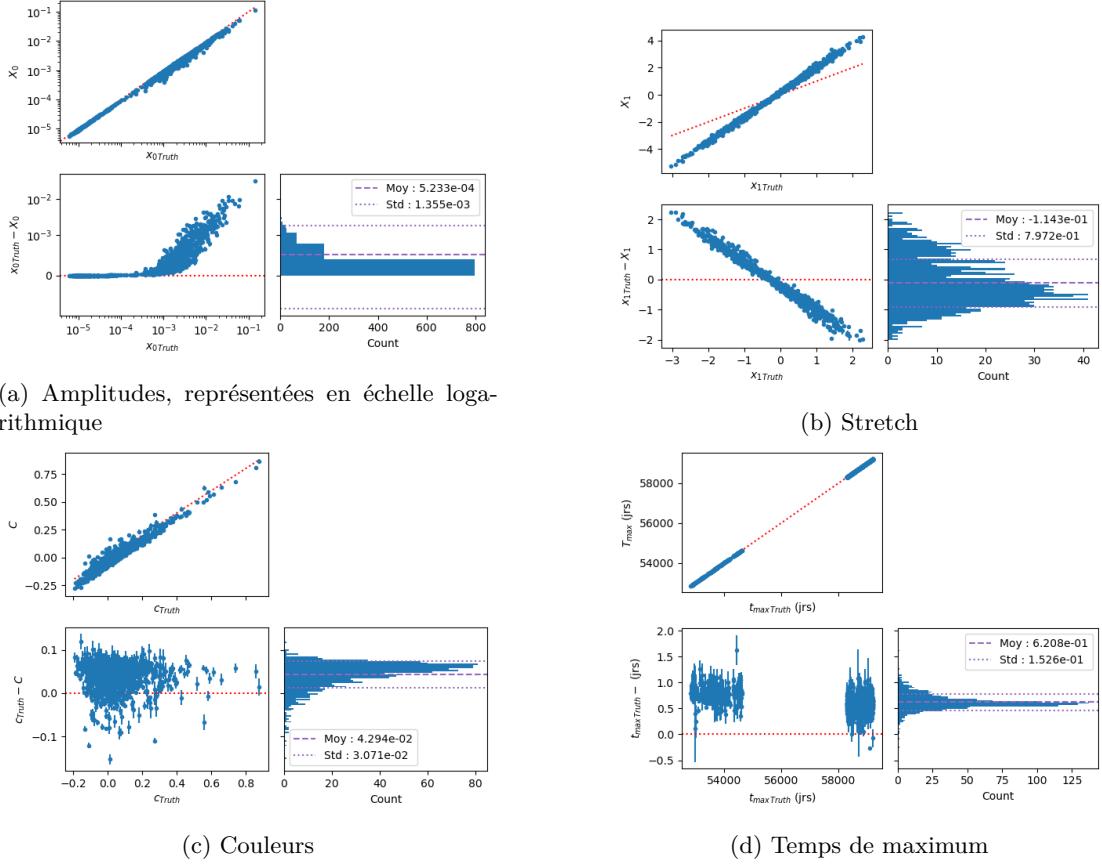 10⁻¹
10⁻²
10⁻³
10⁻⁴
10⁻⁵
X₀
x₀Truth
10⁻²
10⁻³
0
x₀Truth − X₀
10⁻⁵ 10⁻⁴ 10⁻³ 10⁻² 10⁻¹
x₀Truth
Moy : 5.233e-04
Std : 1.355e-03
0 200 400 600 800
Count
(a) Amplitudes, représentées en échelle loga-
rithmique
4
2
0
−2
−4
X₁
x₁Truth
2
1
0
−1
−2
x₁Truth − X₁
−3 −2 −1 0 1 2
x₁Truth
Moy : -1.143e-01
Std : 7.972e-01
0 10 20 30 40
Count
(b) Stretch
0.75
0.50
0.25
0.00
−0.25
C
cTruth
0.1
0.0
−0.1
cTruth − C
−0.2 0.0 0.2 0.4 0.6 0.8
cTruth
Moy : 4.294e-02
Std : 3.071e-02
0 20 40 60 80
Count
(c) Couleurs
58000
56000
54000
Tmax (jrs)
tmaxTruth (jrs)
2.0
1.5
1.0
0.5
0.0
−0.5
tmaxTruth − (jrs)
54000 56000 58000
tmaxTruth (jrs)
Moy : 6.208e-01
Std : 1.526e-01
0 25 50 75 100 125
Count
(d) Temps de maximum